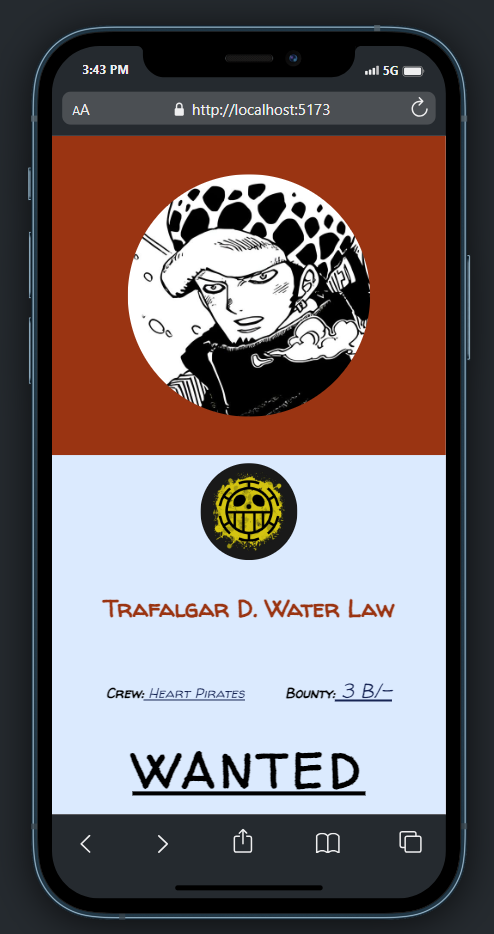 3:43 PM 5G
AA http://localhost:5173
Trafalgar D. Water Law
Crew: Heart Pirates Bounty: 3 B/-
WANTED